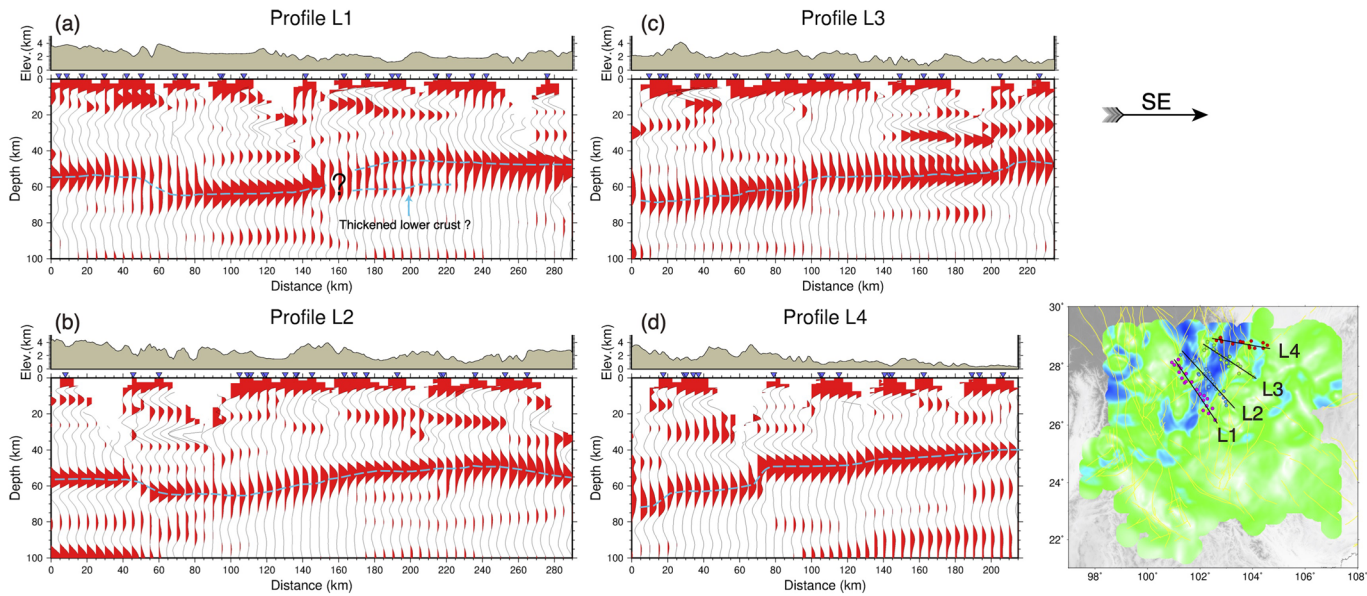 (a) Profile L1
Elev.(km)
4
2
0
Depth (km)
0
20
40
60
80
100
?
Thickened lower crust ?
0 20 40 60 80 100 120 140 160 180 200 220 240 260 280
Distance (km)
(c) Profile L3
Elev.(km)
4
2
0
Depth (km)
0
20
40
60
80
100
0 20 40 60 80 100 120 140 160 180 200 220
Distance (km)
SE
(b) Profile L2
Elev.(km)
4
2
0
Depth (km)
0
20
40
60
80
100
0 20 40 60 80 100 120 140 160 180 200 220 240 260 280
Distance (km)
(d) Profile L4
Elev.(km)
4
2
0
Depth (km)
0
20
40
60
80
100
0 20 40 60 80 100 120 140 160 180 200
Distance (km)
30°
28°
26°
24°
22°
L4
L3
L2
L1
98° 100° 102° 104° 106° 108°